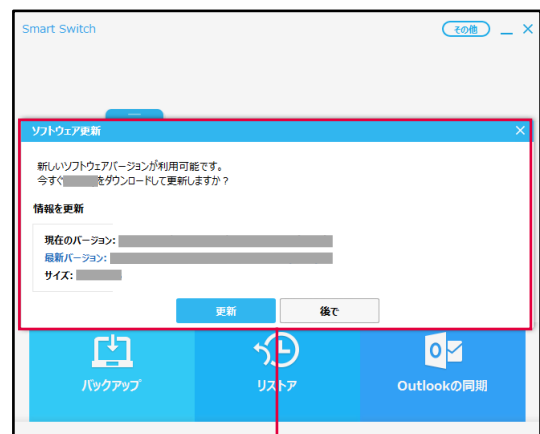 Smart Switch
その他
ソフトウェア更新
新しいソフトウェアバージョンが利用可能です。
今すぐ をダウンロードして更新しますか？
情報を更新
現在のバージョン:
最新バージョン:
サイズ:
更新
後で
バックアップ
リストア
Outlookの同期